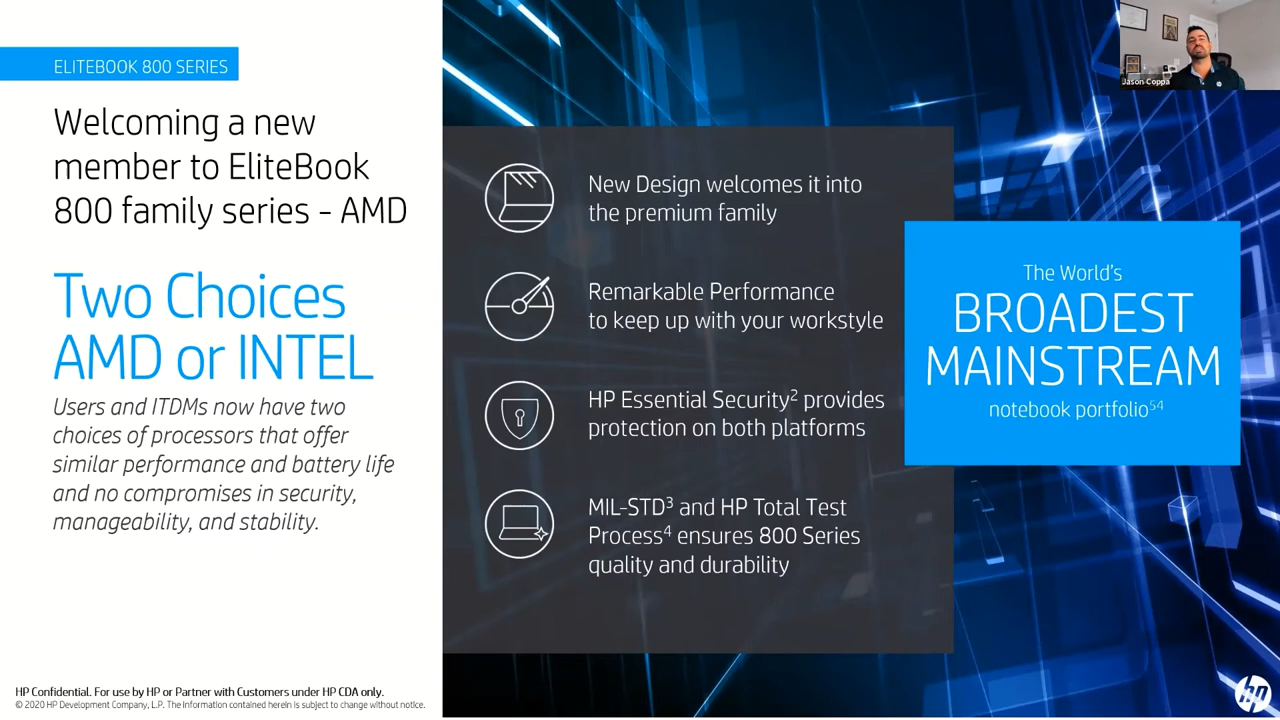 ELITEBOOK 800 SERIES
Welcoming a new
member to EliteBook
800 family series - AMD
Two Choices
AMD or INTEL
Users and ITDMs now have two
choices of processors that offer
similar performance and battery life
and no compromises in security,
manageability, and stability.
New Design welcomes it into
the premium family
Remarkable Performance
to keep up with your workstyle
HP Essential Security² provides
protection on both platforms
MIL-STD³ and HP Total Test
Process⁴ ensures 800 Series
quality and durability
The World's
BROADEST
MAINSTREAM
notebook portfolio⁵⁴
Jason Coppa
HP Confidential. For use by HP or Partner with Customers under HP CDA only.
© 2020 HP Development Company, L.P. The Information contained herein is subject to change without notice.
hp